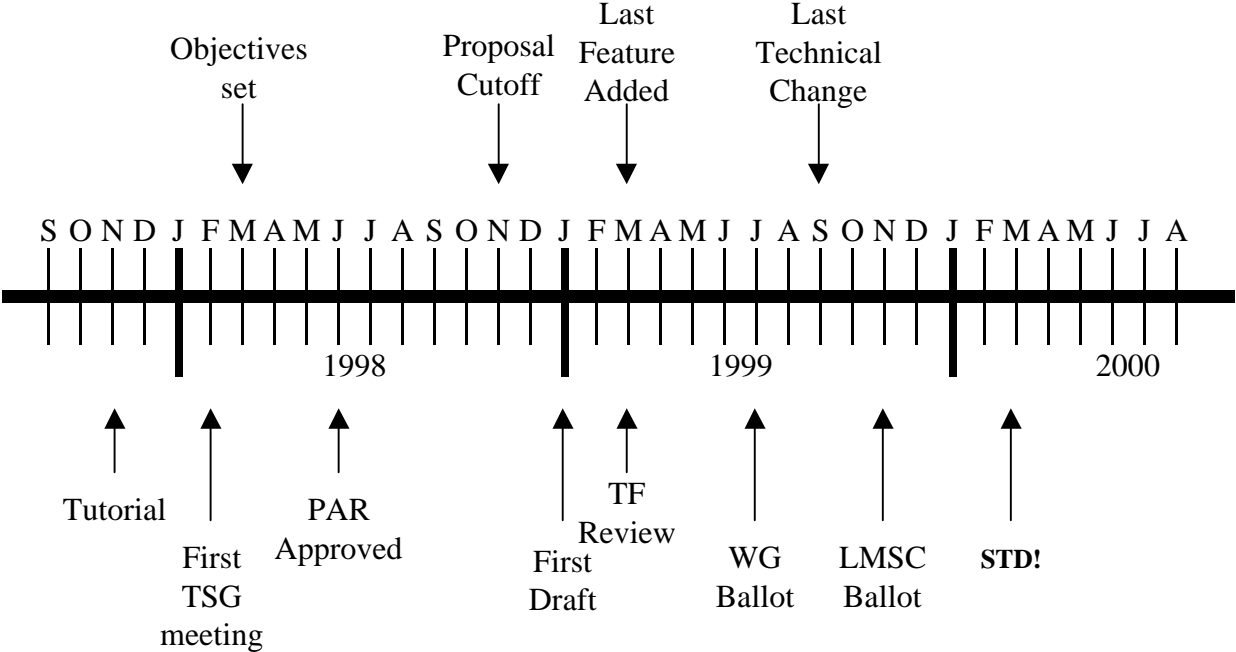 Objectives
set
Proposal
Cutoff
Last
Feature
Added
Last
Technical
Change
S O N D J F M A M J J A S O N D J F M A M J J A S O N D J F M A M J J A
1998
1999
2000
Tutorial
First
TSG
meeting
PAR
Approved
First
Draft
TF
Review
WG
Ballot
LMSC
Ballot
STD!